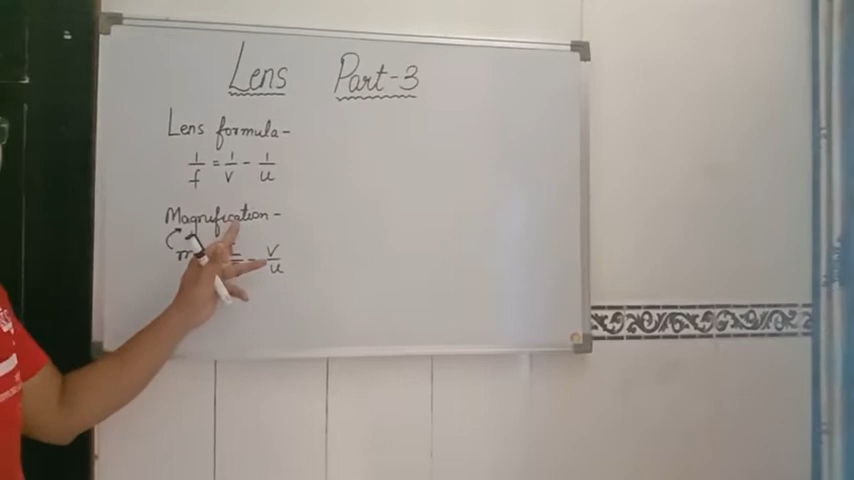 Lens Part-3
Lens formula-
1/f = 1/v - 1/u
Magnification -
m = v/u